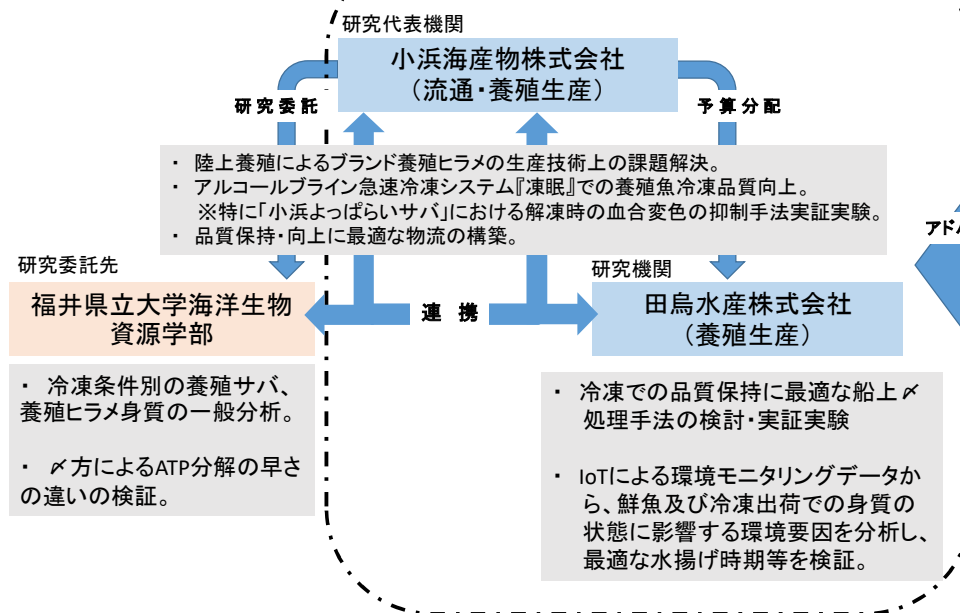 研究代表機関
小浜海産物株式会社
（流通・養殖生産）
研究委託
予算分配
・ 陸上養殖によるブランド養殖ヒラメの生産技術上の課題解決。
・ アルコールブライン急速冷凍システム『凍眠』での養殖魚冷凍品質向上。
※特に「小浜よっぱらいサバ」における解凍時の血合変色の抑制手法実証実験。
・ 品質保持・向上に最適な物流の構築。
アドバ
研究委託先
福井県立大学海洋生物
資源学部
連 携
研究機関
田烏水産株式会社
（養殖生産）
・ 冷凍条件別の養殖サバ、
養殖ヒラメ身質の一般分析。
・ 〆方によるATP分解の早さ
の違いの検証。
・ 冷凍での品質保持に最適な船上〆
処理手法の検討・実証実験
・ IoTによる環境モニタリングデータか
ら、鮮魚及び冷凍出荷での身質の
状態に影響する環境要因を分析し、
最適な水揚げ時期等を検証。